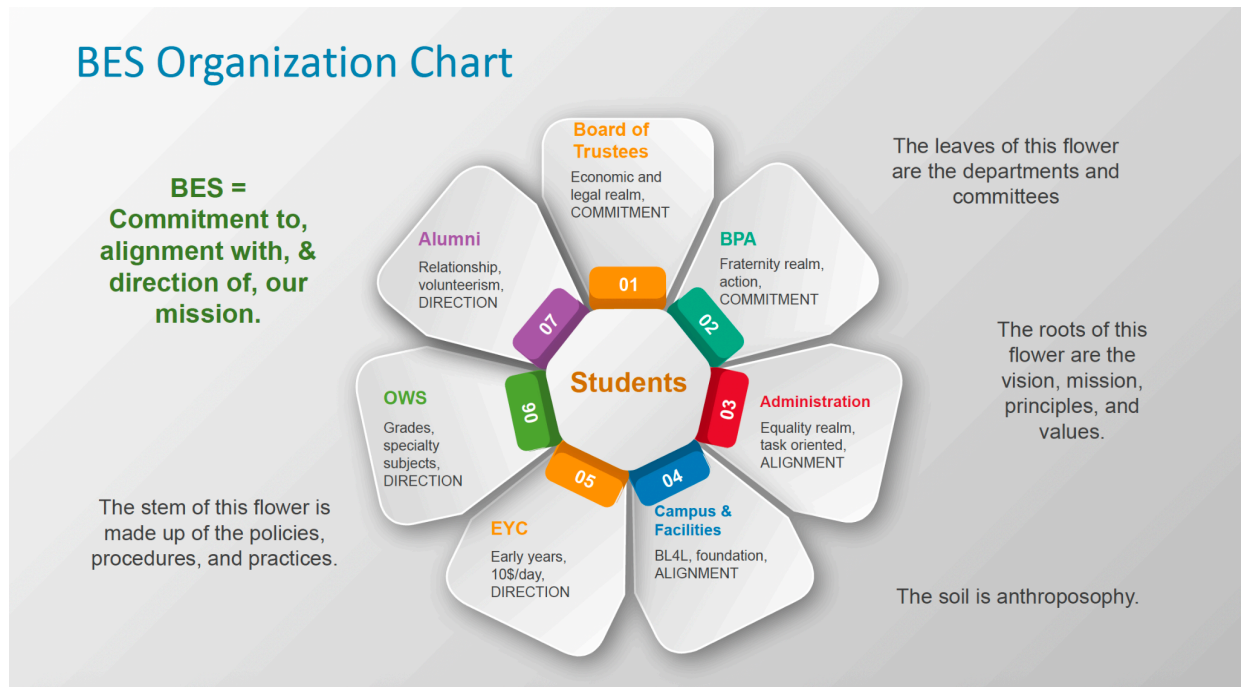 BES Organization Chart
BES =
Commitment to,
alignment with, &
direction of, our
mission.
The stem of this flower is
made up of the policies,
procedures, and practices.
Board of
Trustees
Economic and
legal realm,
COMMITMENT
01
BPA
Fraternity realm,
action,
COMMITMENT
02
Administration
Equality realm,
task oriented,
ALIGNMENT
03
Campus &
Facilities
BL4L, foundation,
ALIGNMENT
04
EYC
Early years,
10$/day,
DIRECTION
05
OWS
Grades,
specialty
subjects,
DIRECTION
06
Alumni
Relationship,
volunteerism,
DIRECTION
07
Students
The leaves of this flower
are the departments and
committees
The roots of this
flower are the
vision, mission,
principles, and
values.
The soil is anthroposophy.